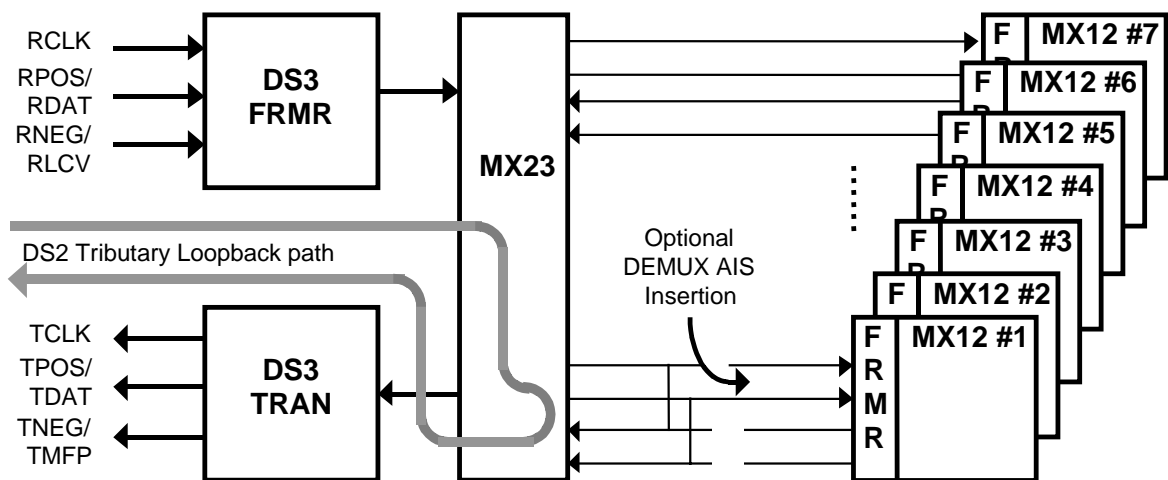 RCLK
RPOS/
RDAT
RNEG/
RLCV
DS3
FRMR
MX23
F
R
MX12 #7
F
R
MX12 #6
F
R
MX12 #5
F
R
MX12 #4
F
R
MX12 #3
F
MX12 #2
F
R
M
R
MX12 #1
DS2 Tributary Loopback path
Optional
DEMUX AIS
Insertion
TCLK
TPOS/
TDAT
TNEG/
TMFP
DS3
TRAN